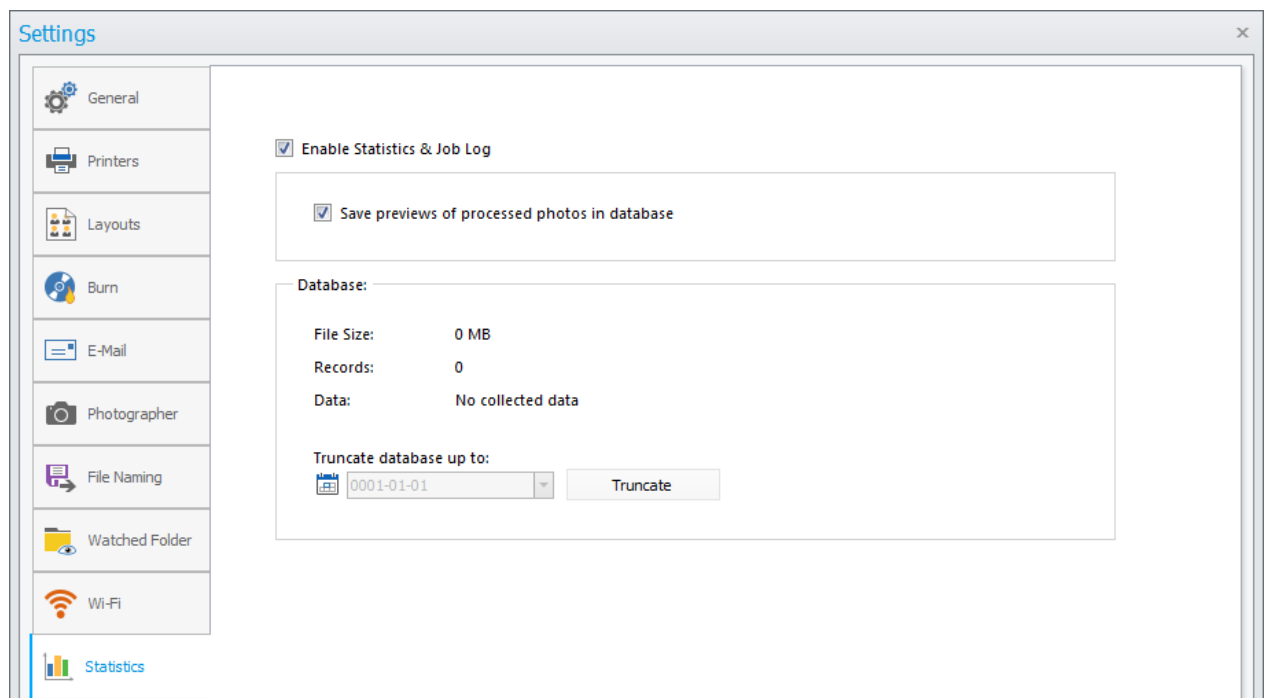 Settings
General
Printers
Layouts
Burn
E-Mail
Photographer
File Naming
Watched Folder
Wi-Fi
Statistics
Enable Statistics & Job Log
Save previews of processed photos in database
Database:
File Size: 0 MB
Records: 0
Data: No collected data
Truncate database up to:
0001-01-01 Truncate